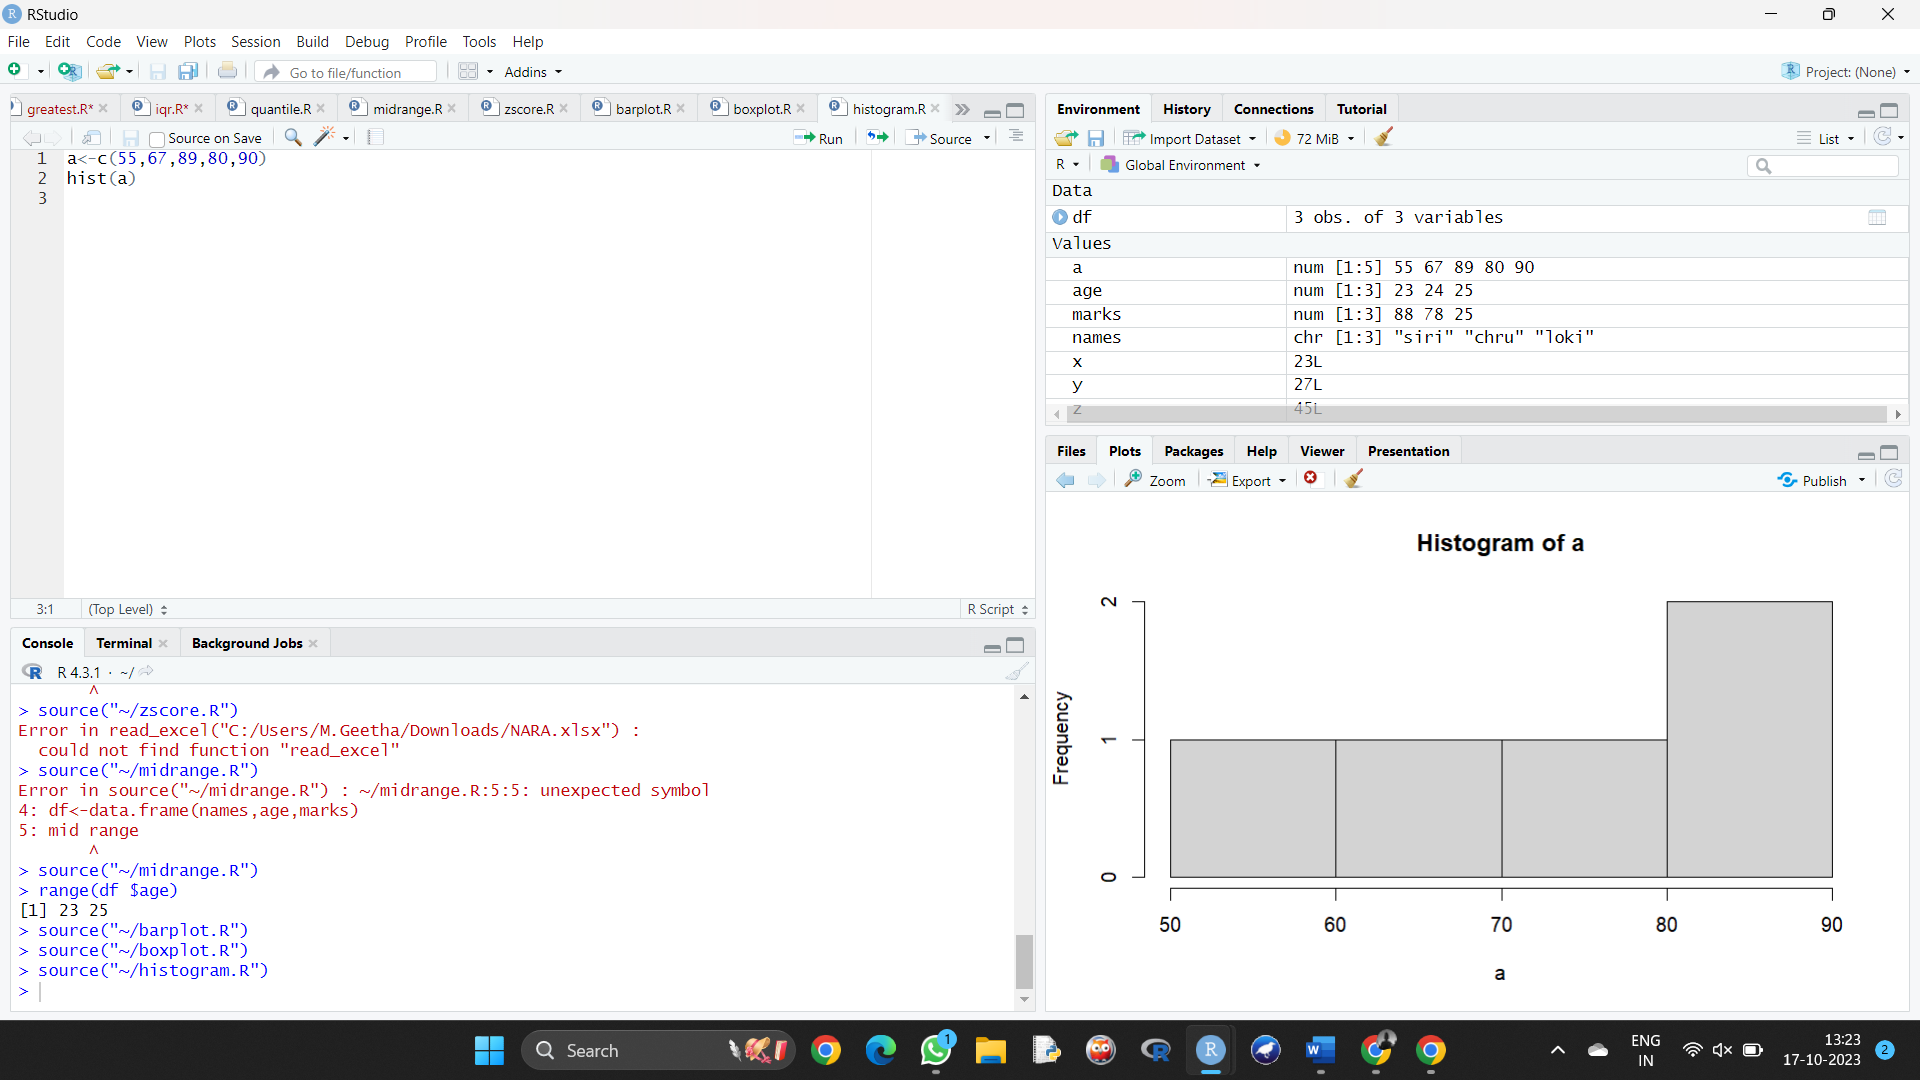 RStudio
File Edit Code View Plots Session Build Debug Profile Tools Help
Go to file/function Addins Project: (None)
greatest.R* iqr.R* quantile.R midrange.R zscore.R barplot.R boxplot.R histogram.R
Source on Save Run Source
1 a<-c(55,67,89,80,90)
2 hist(a)
3
3:1 (Top Level) R Script
Console Terminal Background Jobs
R 4.3.1 · ~/
^
> source("~/zscore.R")
Error in read_excel("C:/Users/M.Geetha/Downloads/NARA.xlsx") :
could not find function "read_excel"
> source("~/midrange.R")
Error in source("~/midrange.R") : ~/midrange.R:5:5: unexpected symbol
4: df<-data.frame(names,age,marks)
5: mid range
^
> source("~/midrange.R")
> range(df $age)
[1] 23 25
> source("~/barplot.R")
> source("~/boxplot.R")
> source("~/histogram.R")
>
Environment History Connections Tutorial
Import Dataset 72 MiB List
R Global Environment
Data
df 3 obs. of 3 variables
Values
a num [1:5] 55 67 89 80 90
age num [1:3] 23 24 25
marks num [1:3] 88 78 25
names chr [1:3] "siri" "chru" "loki"
x 23L
y 27L
z 45L
Files Plots Packages Help Viewer Presentation
Zoom Export Publish
Histogram of a
Frequency
2
1
0
50 60 70 80 90
a
Search
1
ENG
IN
13:23
17-10-2023
2